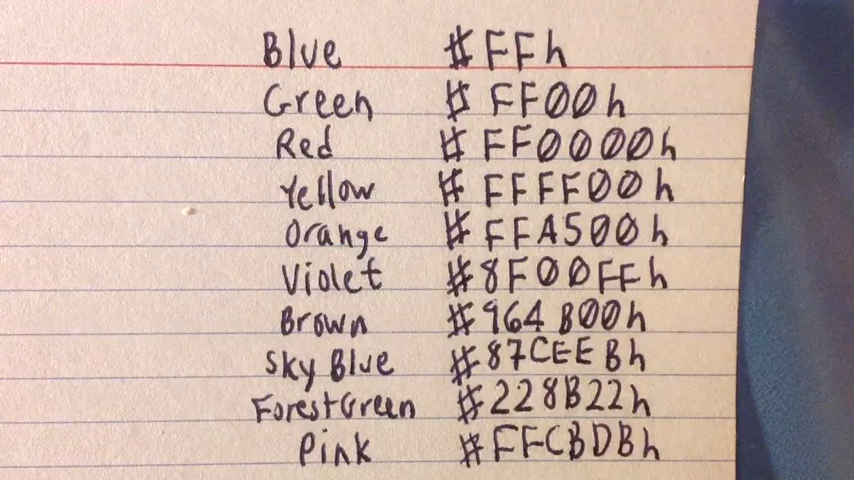 Blue #FFh
Green #FF00h
Red #FF0000h
Yellow #FFFF00h
Orange #FFA500h
Violet #8F00FFh
Brown #964B00h
Sky Blue #87CEEBh
ForestGreen #228B22h
Pink #FFCBDBh